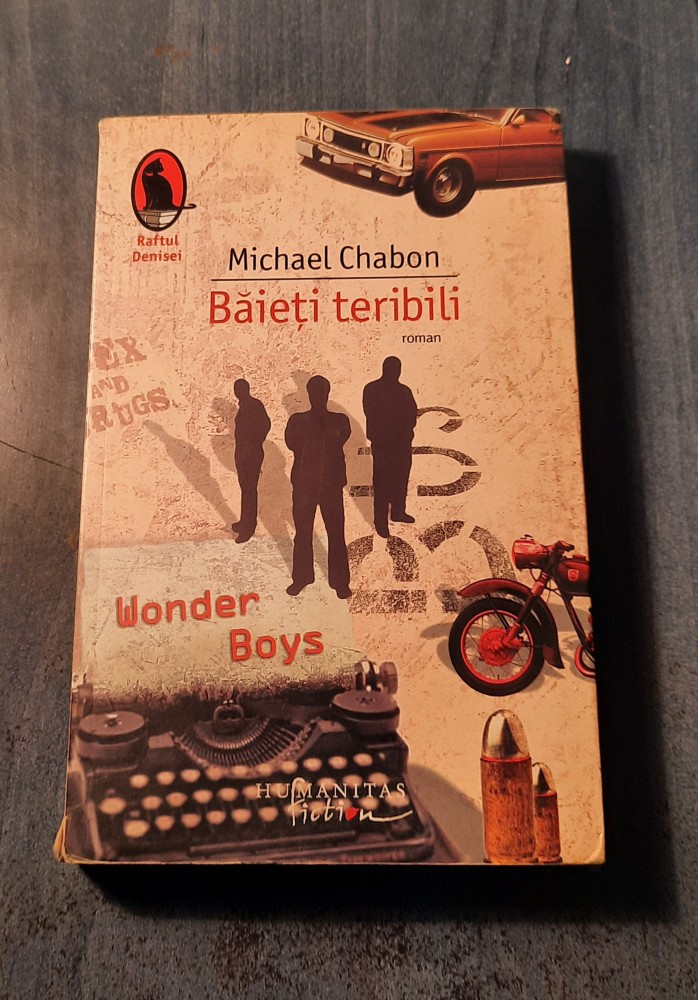 Raftul
Denisei
Michael Chabon
Băieți teribili
roman
EX
AND
RUGS
Wonder
Boys
HUMANITAS
fiction